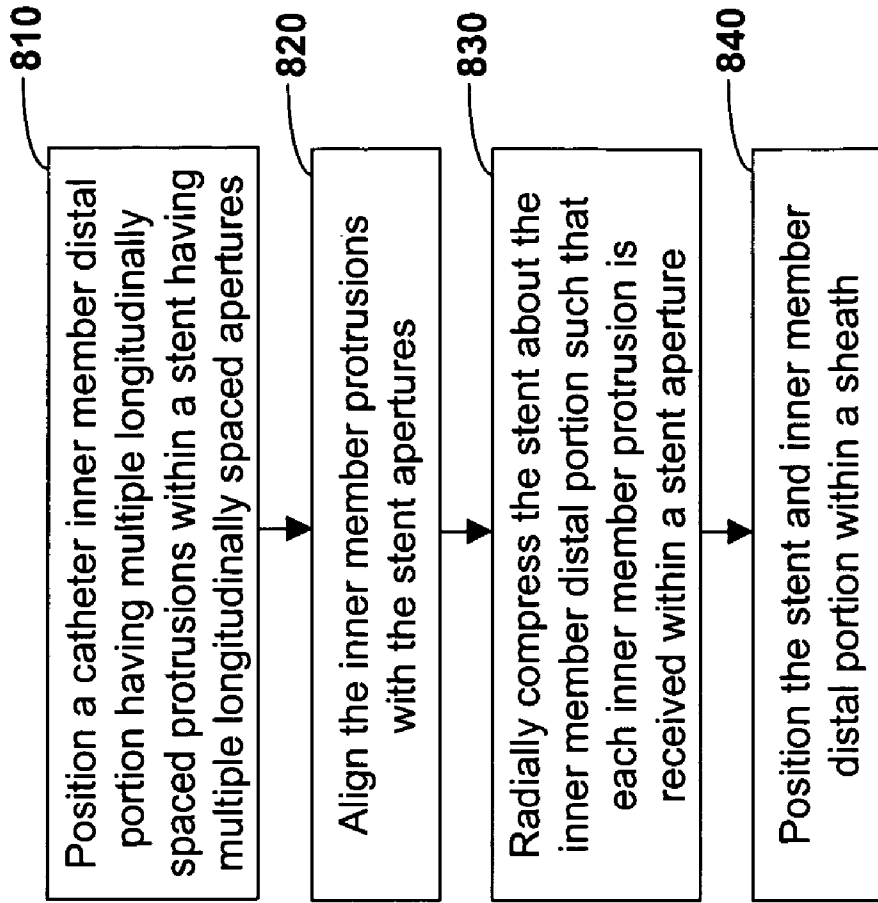 810
Position a catheter inner member distal
portion having multiple longitudinally
spaced protrusions within a stent having
multiple longitudinally spaced apertures
820
Align the inner member protrusions
with the stent apertures
830
Radially compress the stent about the
inner member distal portion such that
each inner member protrusion is
received within a stent aperture
840
Position the stent and inner member
distal portion within a sheath